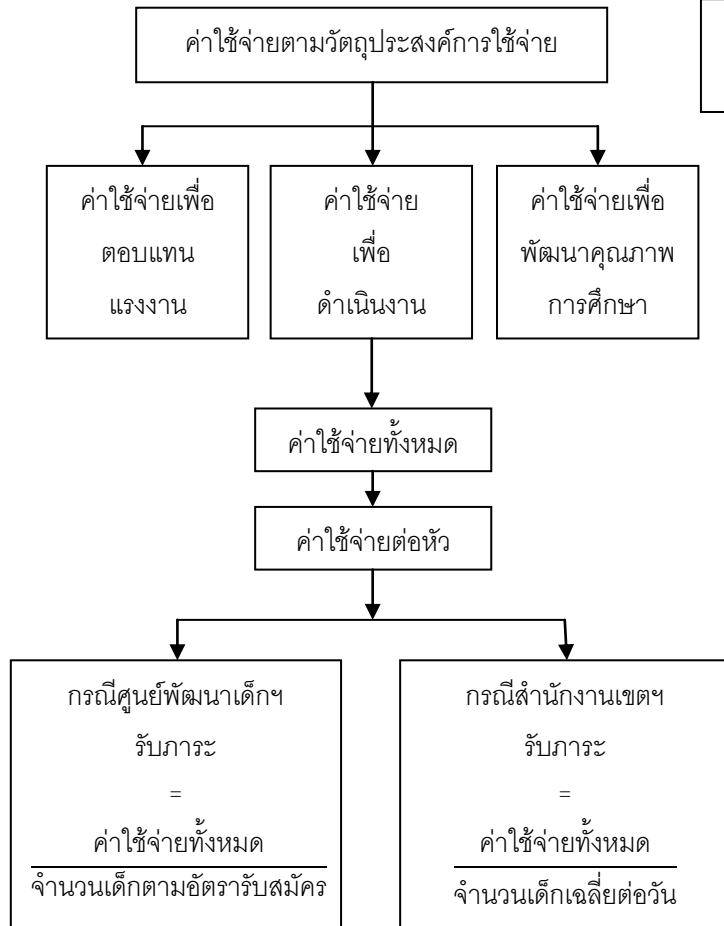 ค่าใช้จ่ายตามวัตถุประสงค์การใช้จ่าย
ค่าใช้จ่ายเพื่อ
ตอบแทน
แรงงาน
ค่าใช้จ่าย
เพื่อ
ดำเนินงาน
ค่าใช้จ่ายเพื่อ
พัฒนาคุณภาพ
การศึกษา
ค่าใช้จ่ายทั้งหมด
ค่าใช้จ่ายต่อหัว
กรณีศูนย์พัฒนาเด็กฯ
รับภาระ
=
ค่าใช้จ่ายทั้งหมด
จำนวนเด็กตามอัตรารับสมัคร
กรณีสำนักงานเขตฯ
รับภาระ
=
ค่าใช้จ่ายทั้งหมด
จำนวนเด็กเฉลี่ยต่อวัน